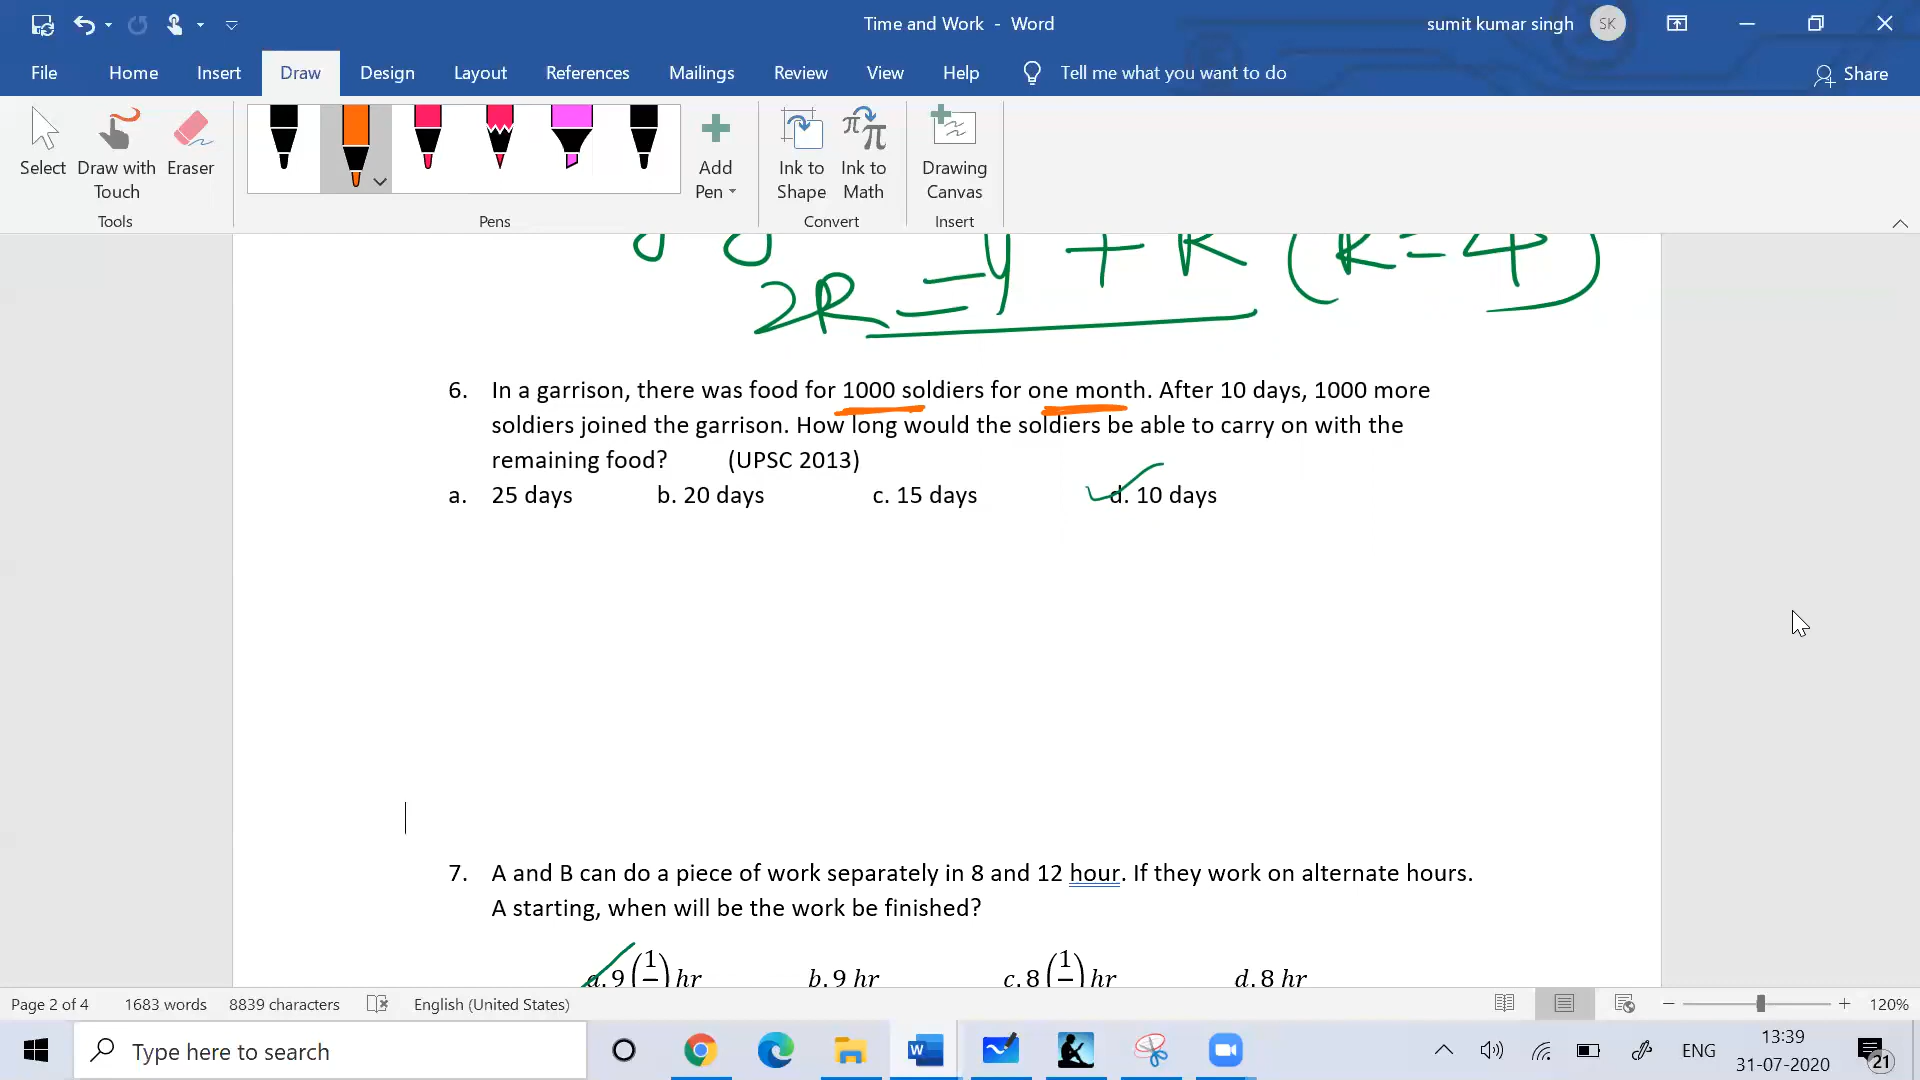 Time and Work - Word
sumit kumar singh
SK
File Home Insert Draw Design Layout References Mailings Review View Help Tell me what you want to do Share
Select Draw with Touch Eraser
Add Pen
Ink to Shape Ink to Math
Drawing Canvas
Tools Pens Convert Insert
= y + R (R=4)
2R
6. In a garrison, there was food for 1000 soldiers for one month. After 10 days, 1000 more
soldiers joined the garrison. How long would the soldiers be able to carry on with the
remaining food? (UPSC 2013)
a. 25 days b. 20 days c. 15 days d. 10 days
7. A and B can do a piece of work separately in 8 and 12 hour. If they work on alternate hours.
A starting, when will be the work be finished?
a. 9 (1/ ) hr b. 9 hr c. 8 (1/ ) hr d. 8 hr
Page 2 of 4 1683 words 8839 characters English (United States) 120%
Type here to search
ENG
13:39
31-07-2020
21